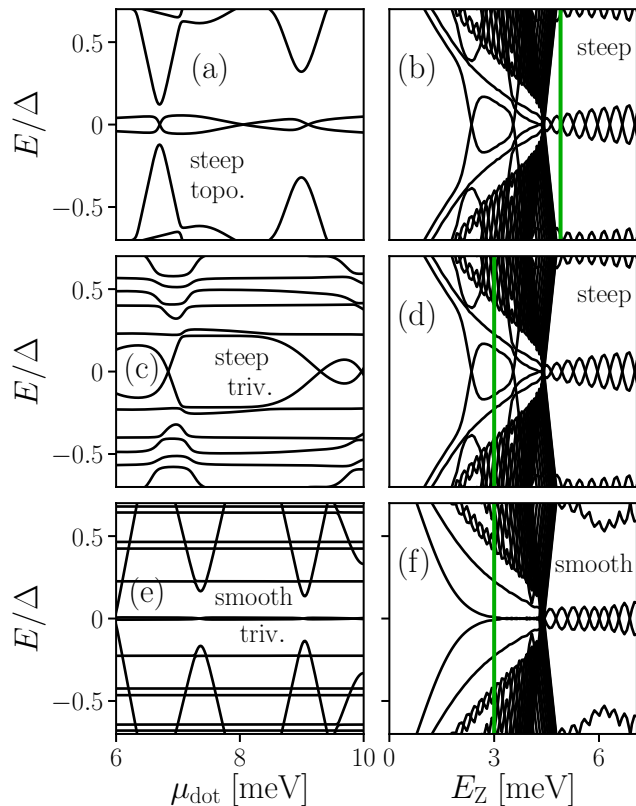 0.5
(a)
(b)
steep
E/Δ
0
steep
topo.
−0.5
0.5
(c)
steep
triv.
(d)
steep
E/Δ
0
−0.5
0.5
(e)
smooth
triv.
(f)
smooth
E/Δ
0
−0.5
6 8 10
0 3 6
μdot [meV]
EZ [meV]